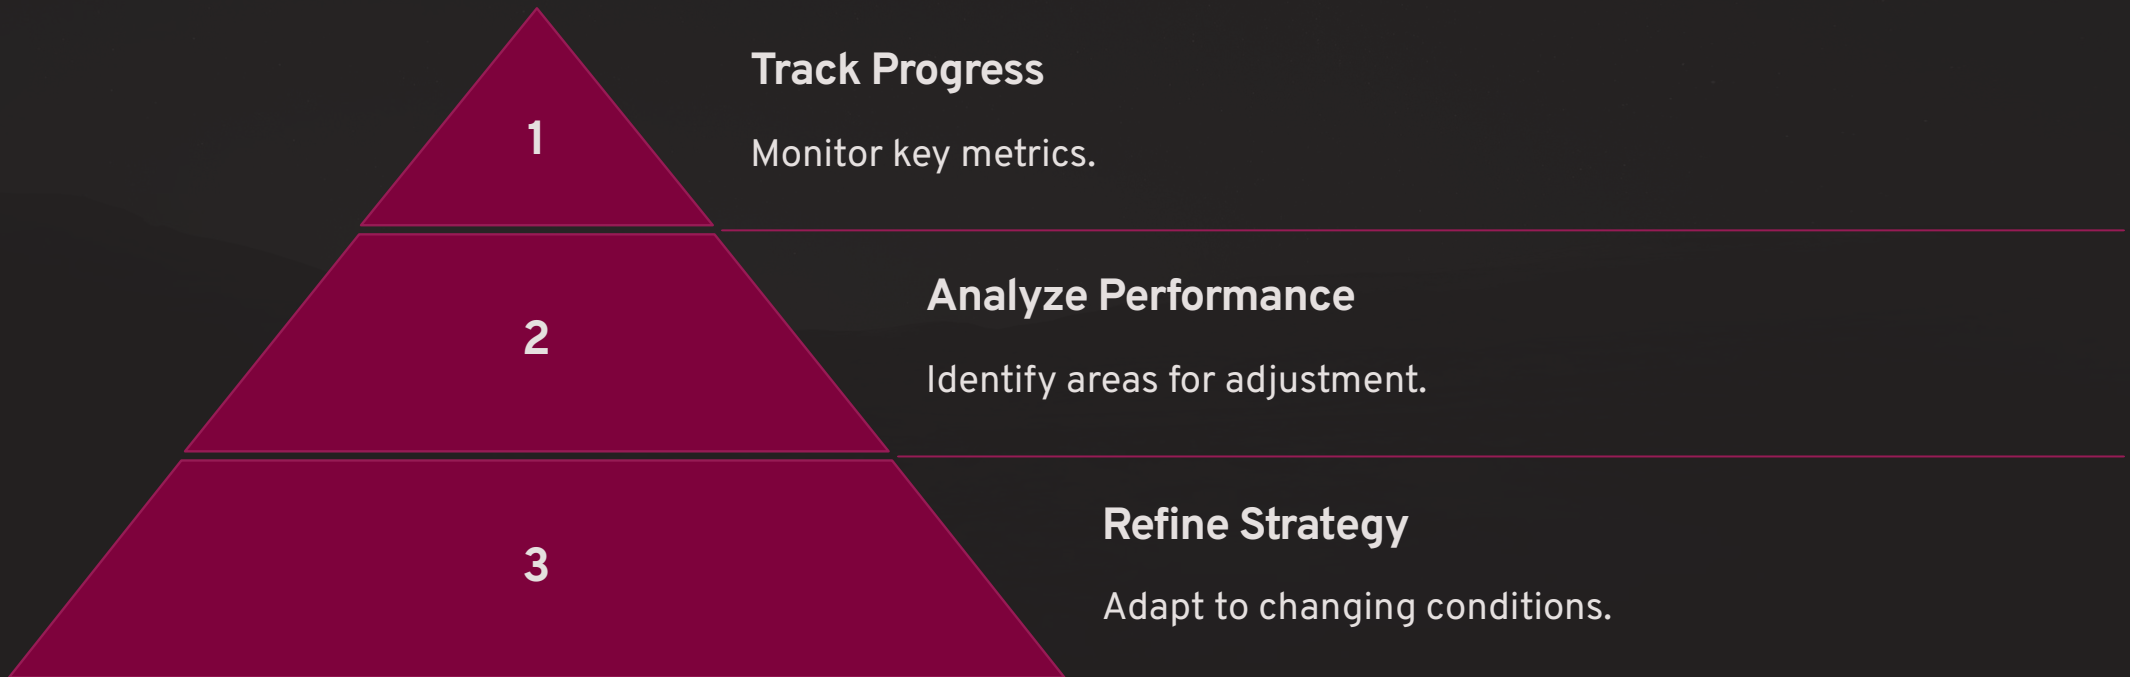 1
Track Progress
Monitor key metrics.
2
Analyze Performance
Identify areas for adjustment.
3
Refine Strategy
Adapt to changing conditions.